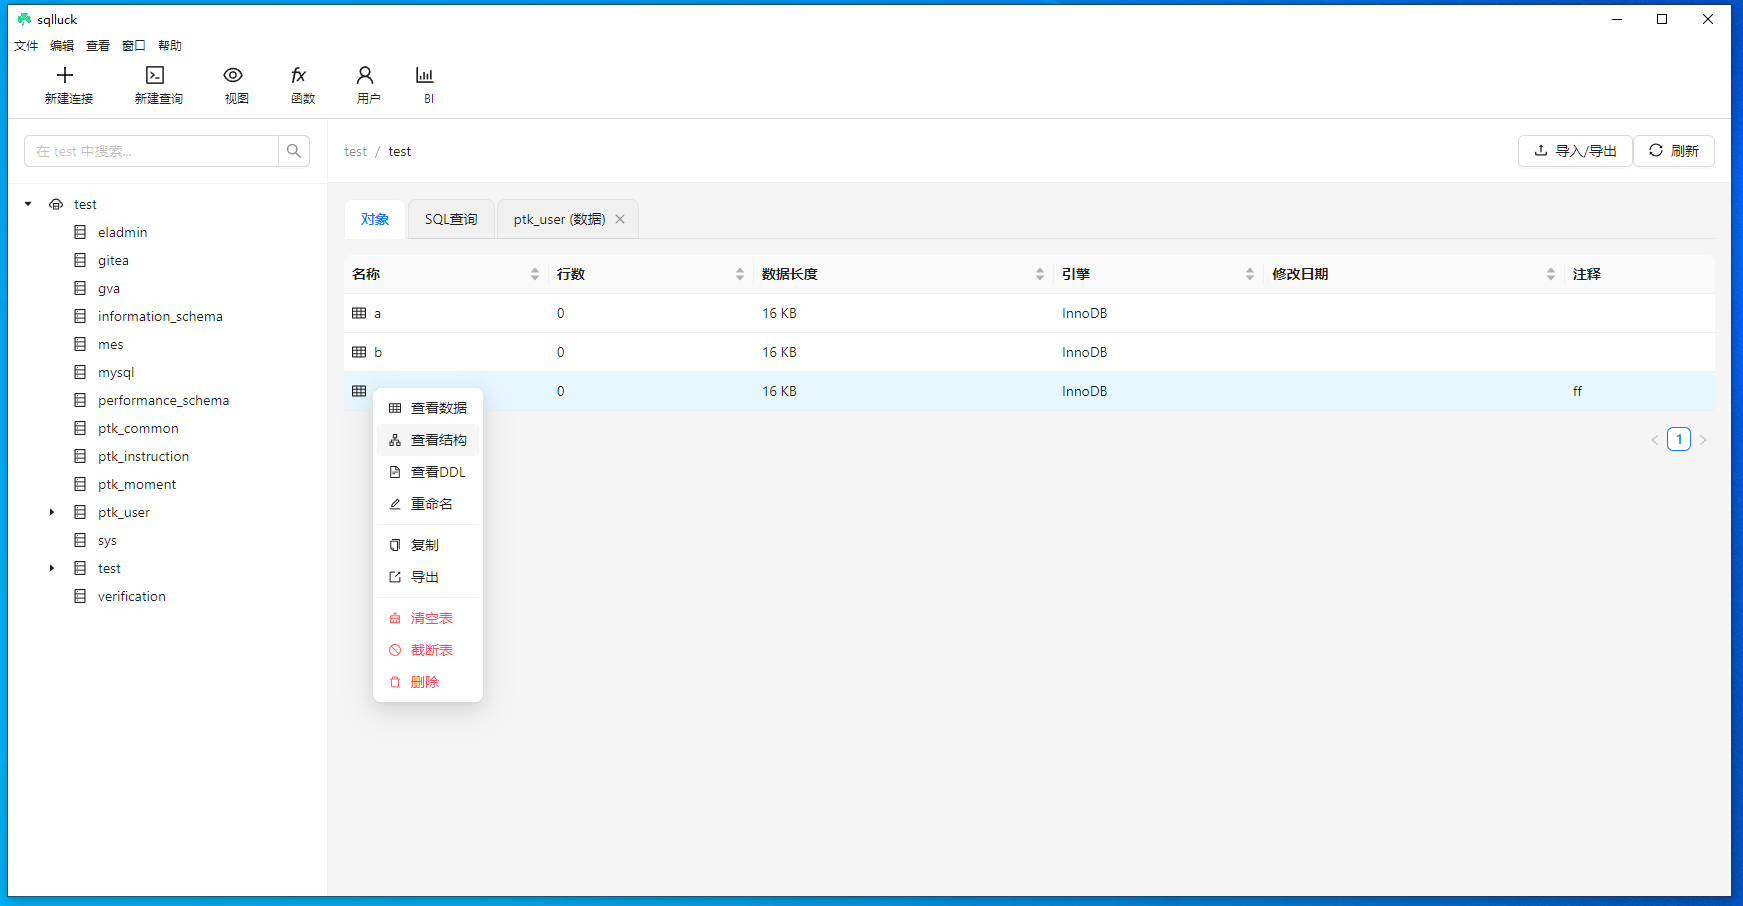 sqlluck
文件 编辑 查看 窗口 帮助
新建连接 新建查询 视图 函数 用户 BI
在 test 中搜索...
test / test
导入/导出 刷新
test
eladmin
gitea
gva
information_schema
mes
mysql
performance_schema
ptk_common
ptk_instruction
ptk_moment
ptk_user
sys
test
verification
对象 SQL查询 ptk_user (数据)
名称 行数 数据长度 引擎 修改日期 注释
a 0 16 KB InnoDB
b 0 16 KB InnoDB
0 16 KB InnoDB ff
1
查看数据
查看结构
查看DDL
重命名
复制
导出
清空表
截断表
删除